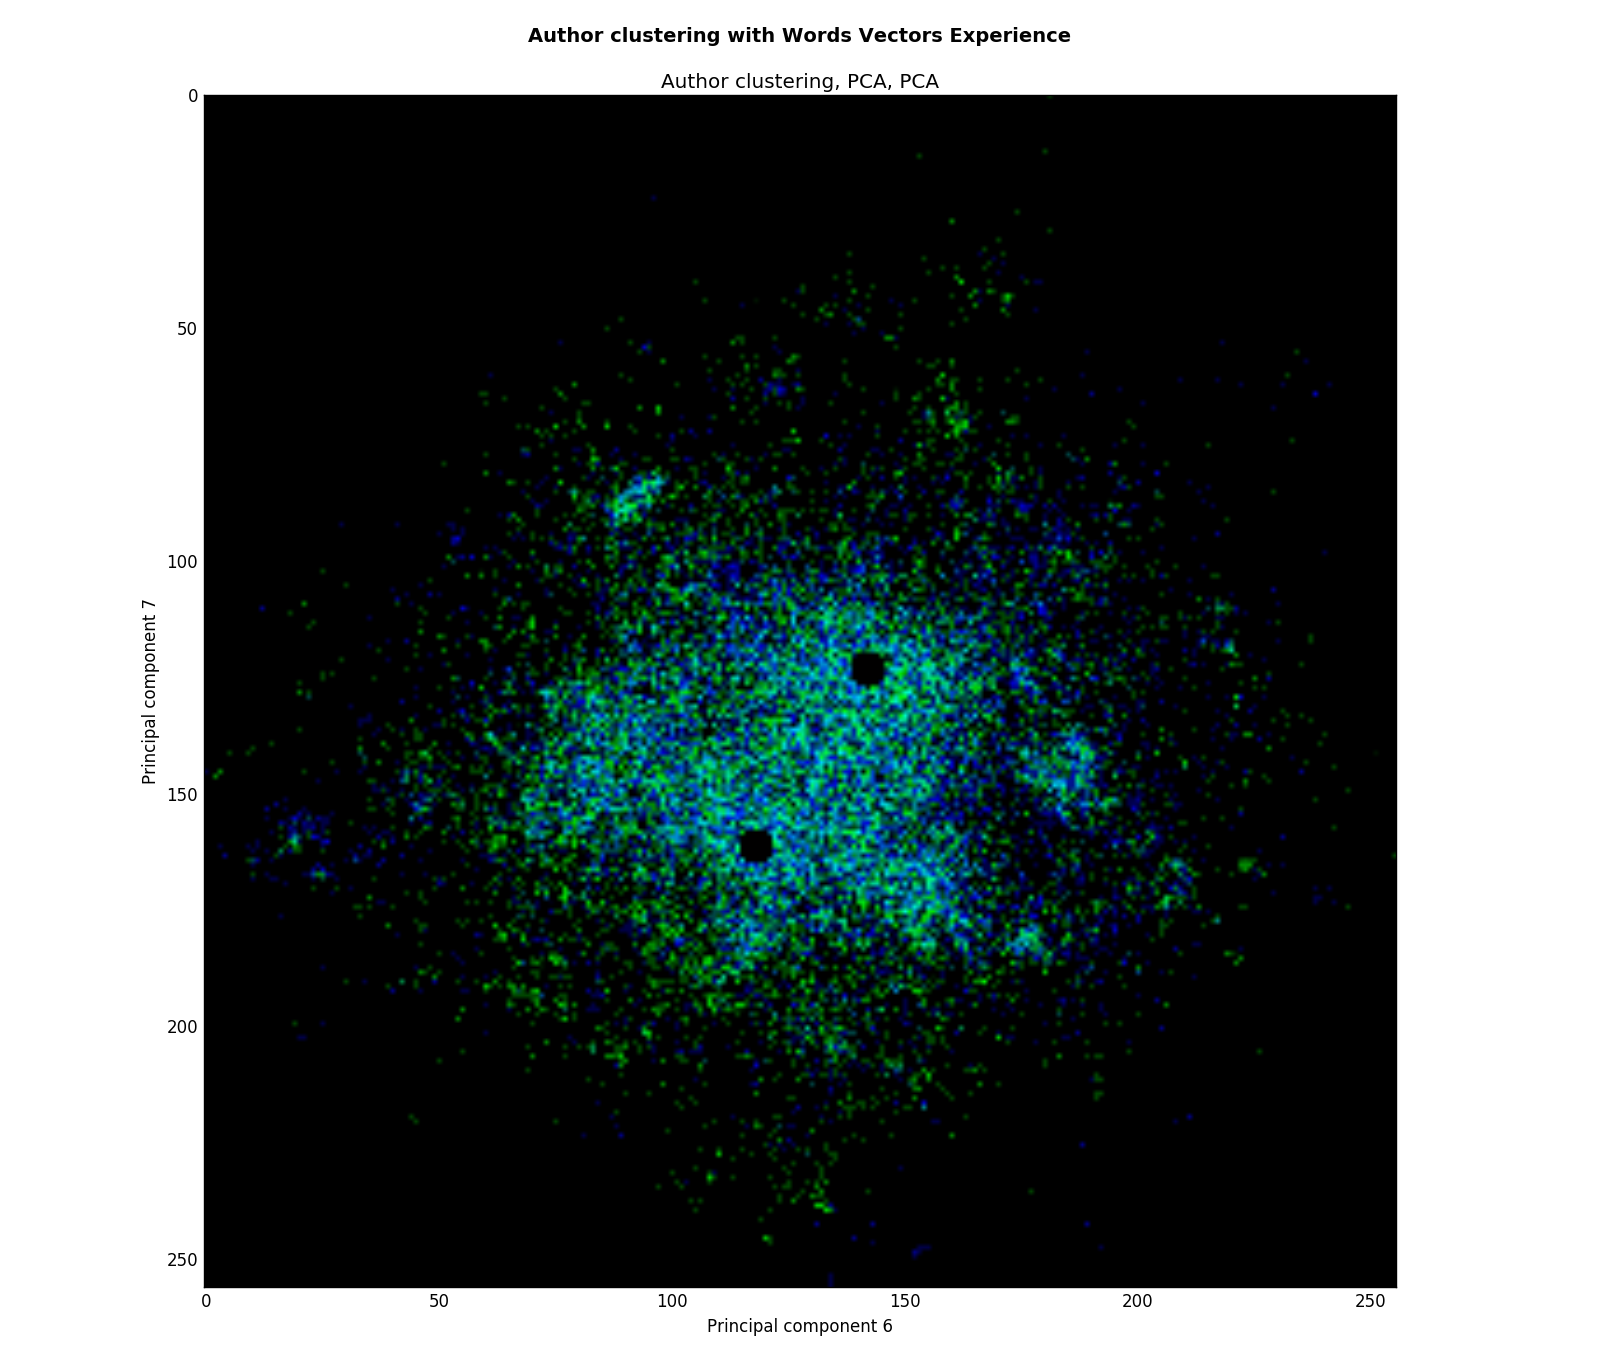 Author clustering with Words Vectors Experience
Author clustering, PCA, PCA
0
50
100
150
200
250
Principal component 7
0 50 100 150 200 250
Principal component 6